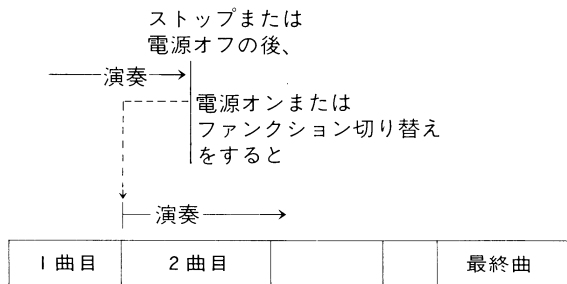 ストップまたは
電源オフの後、
演奏
電源オンまたは
ファンクション切り替え
をすると
演奏
1曲目 2曲目 最終曲